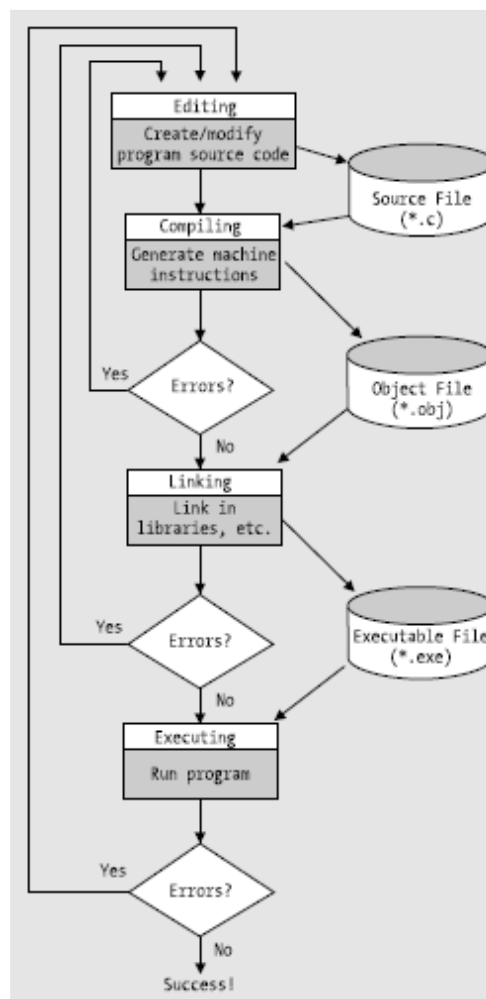 Editing
Create/modify
program source code
Source File
(*.c)
Compiling
Generate machine
instructions
Yes
Errors?
Object File
(*.obj)
No
Linking
Link in
libraries, etc.
Yes
Errors?
Executable File
(*.exe)
No
Executing
Run program
Yes
Errors?
No
Success!